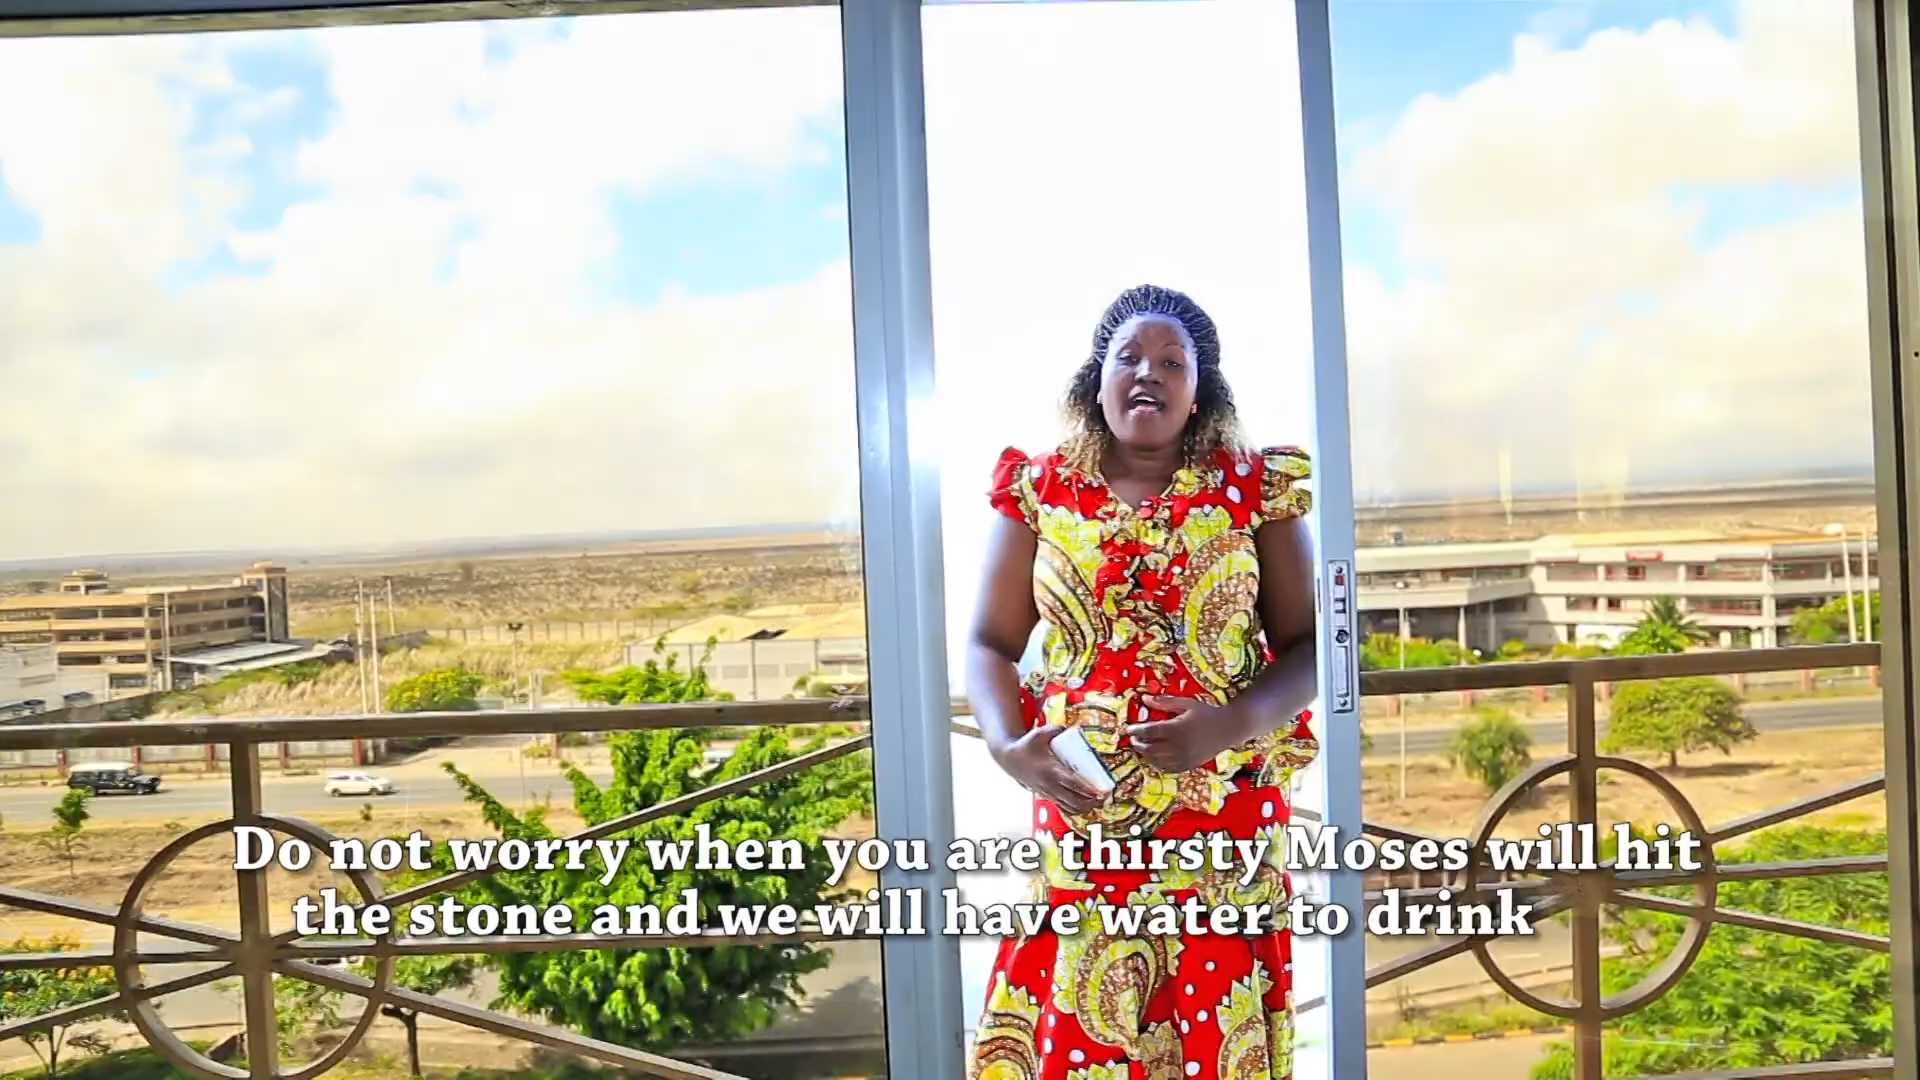 Do not worry when you are thirsty Moses will hit
the stone and we will have water to drink